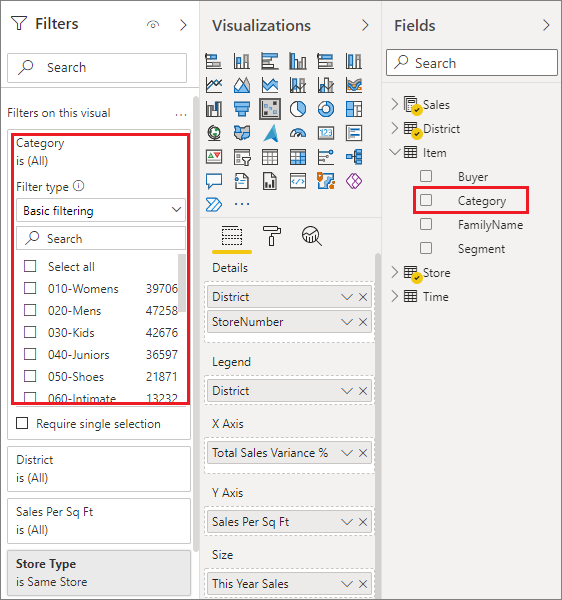 Filters
Search
Filters on this visual
...
Category
is (All)
Filter type
Basic filtering
Search
Select all
010-Womens 39706
020-Mens 47258
030-Kids 42676
040-Juniors 36597
050-Shoes 21871
060-Intimate 13232
Require single selection
District
is (All)
Sales Per Sq Ft
is (All)
Store Type
is Same Store
Visualizations
...
Details
District
StoreNumber
Legend
District
X Axis
Total Sales Variance %
Y Axis
Sales Per Sq Ft
Size
This Year Sales
Fields
Search
Sales
District
Item
Buyer
Category
FamilyName
Segment
Store
Time